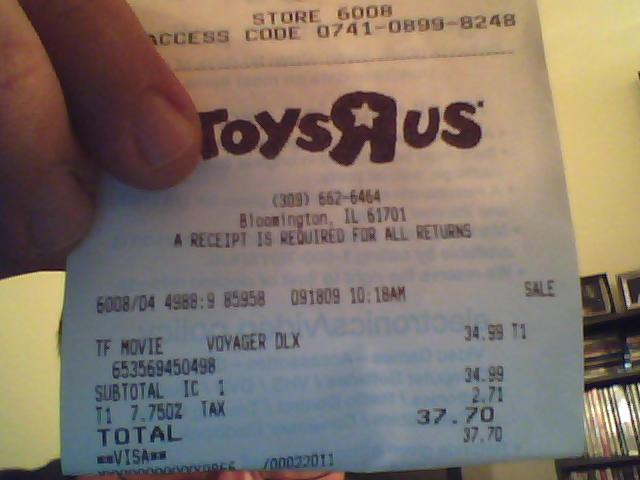 STORE 6008
ACCESS CODE 0741-0899-8248
ToysЯus
(309) 662-6464
Bloomington, IL 61701
A RECEIPT IS REQUIRED FOR ALL RETURNS
6008/04 4988:9 85958 091809 10:18AM SALE
TF MOVIE VOYAGER DLX 34.99 T1
653569450498
SUBTOTAL IC 1 34.99
T1 7.750% TAX 2.71
TOTAL 37.70
**VISA** 37.70
/00022011